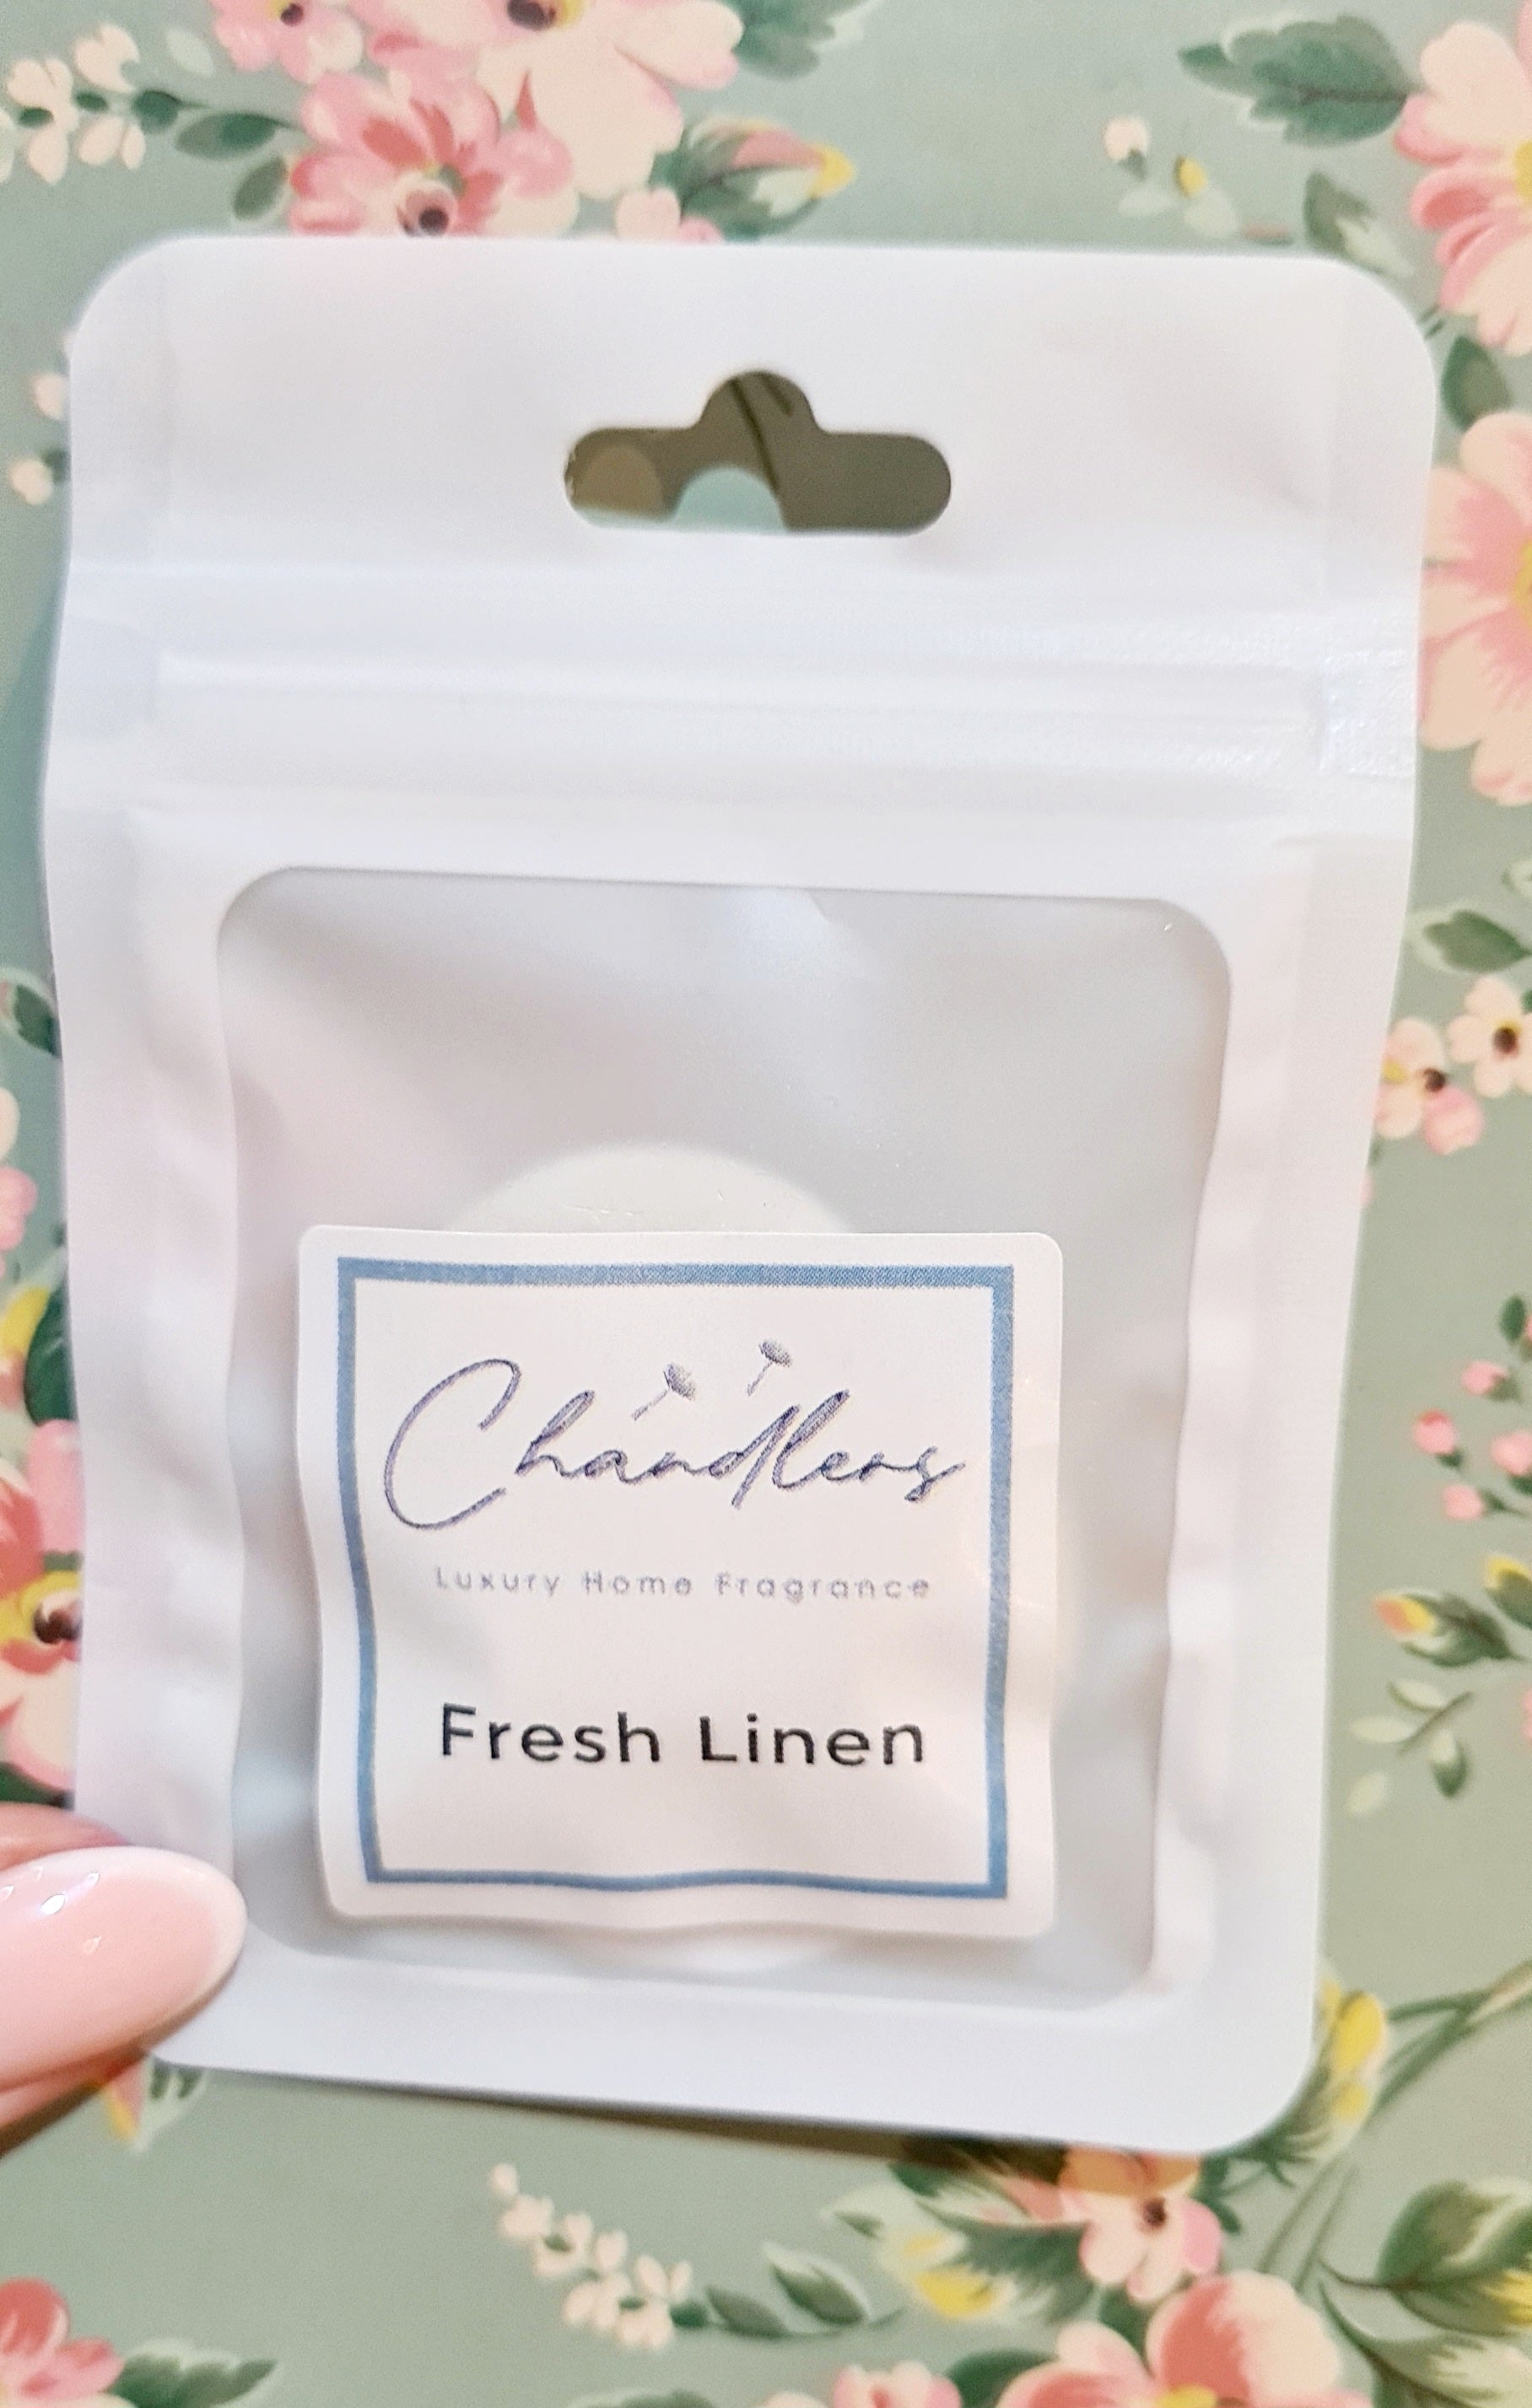 Chandlers
Luxury Home Fragrance
Fresh Linen